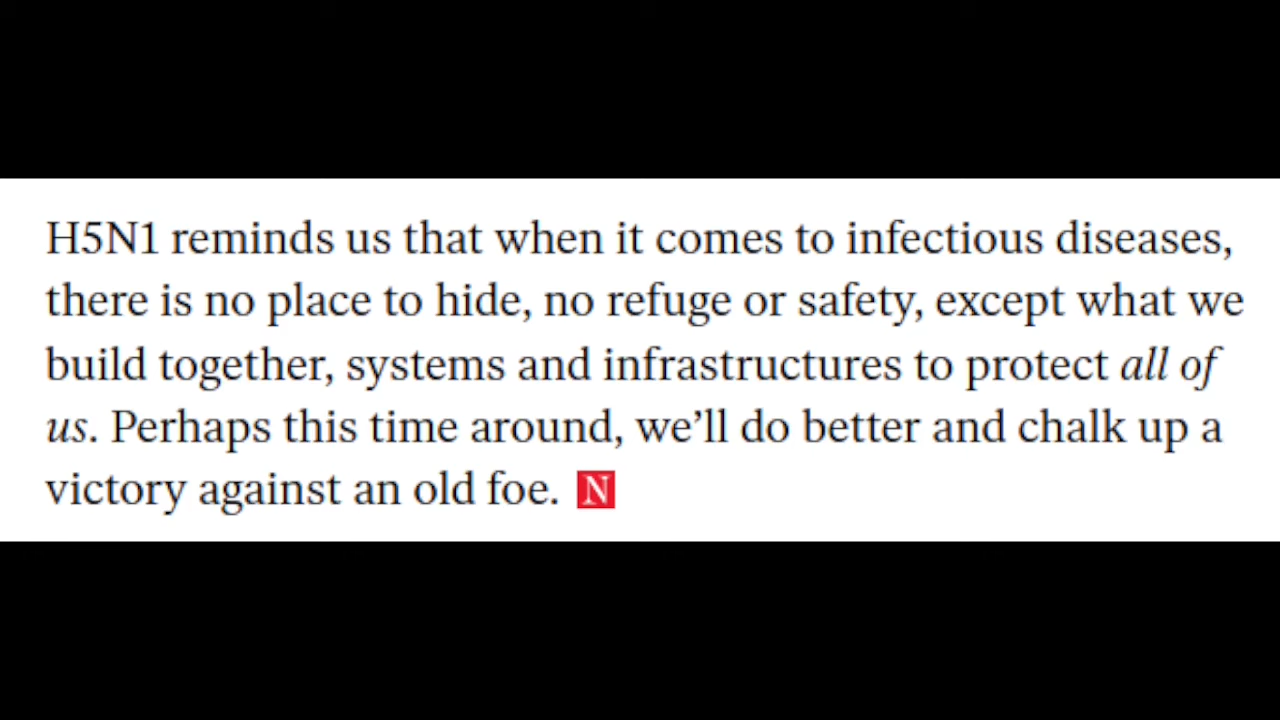 H5N1 reminds us that when it comes to infectious diseases,
there is no place to hide, no refuge or safety, except what we
build together, systems and infrastructures to protect all of
us. Perhaps this time around, we’ll do better and chalk up a
victory against an old foe. N